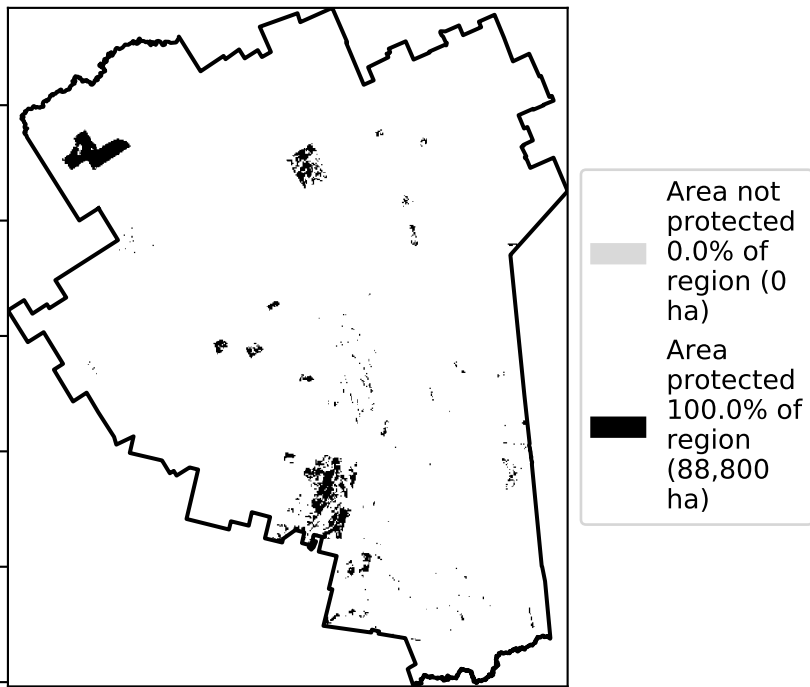 Area not
protected
0.0% of
region (0
ha)
Area
protected
100.0% of
region
(88,800
ha)